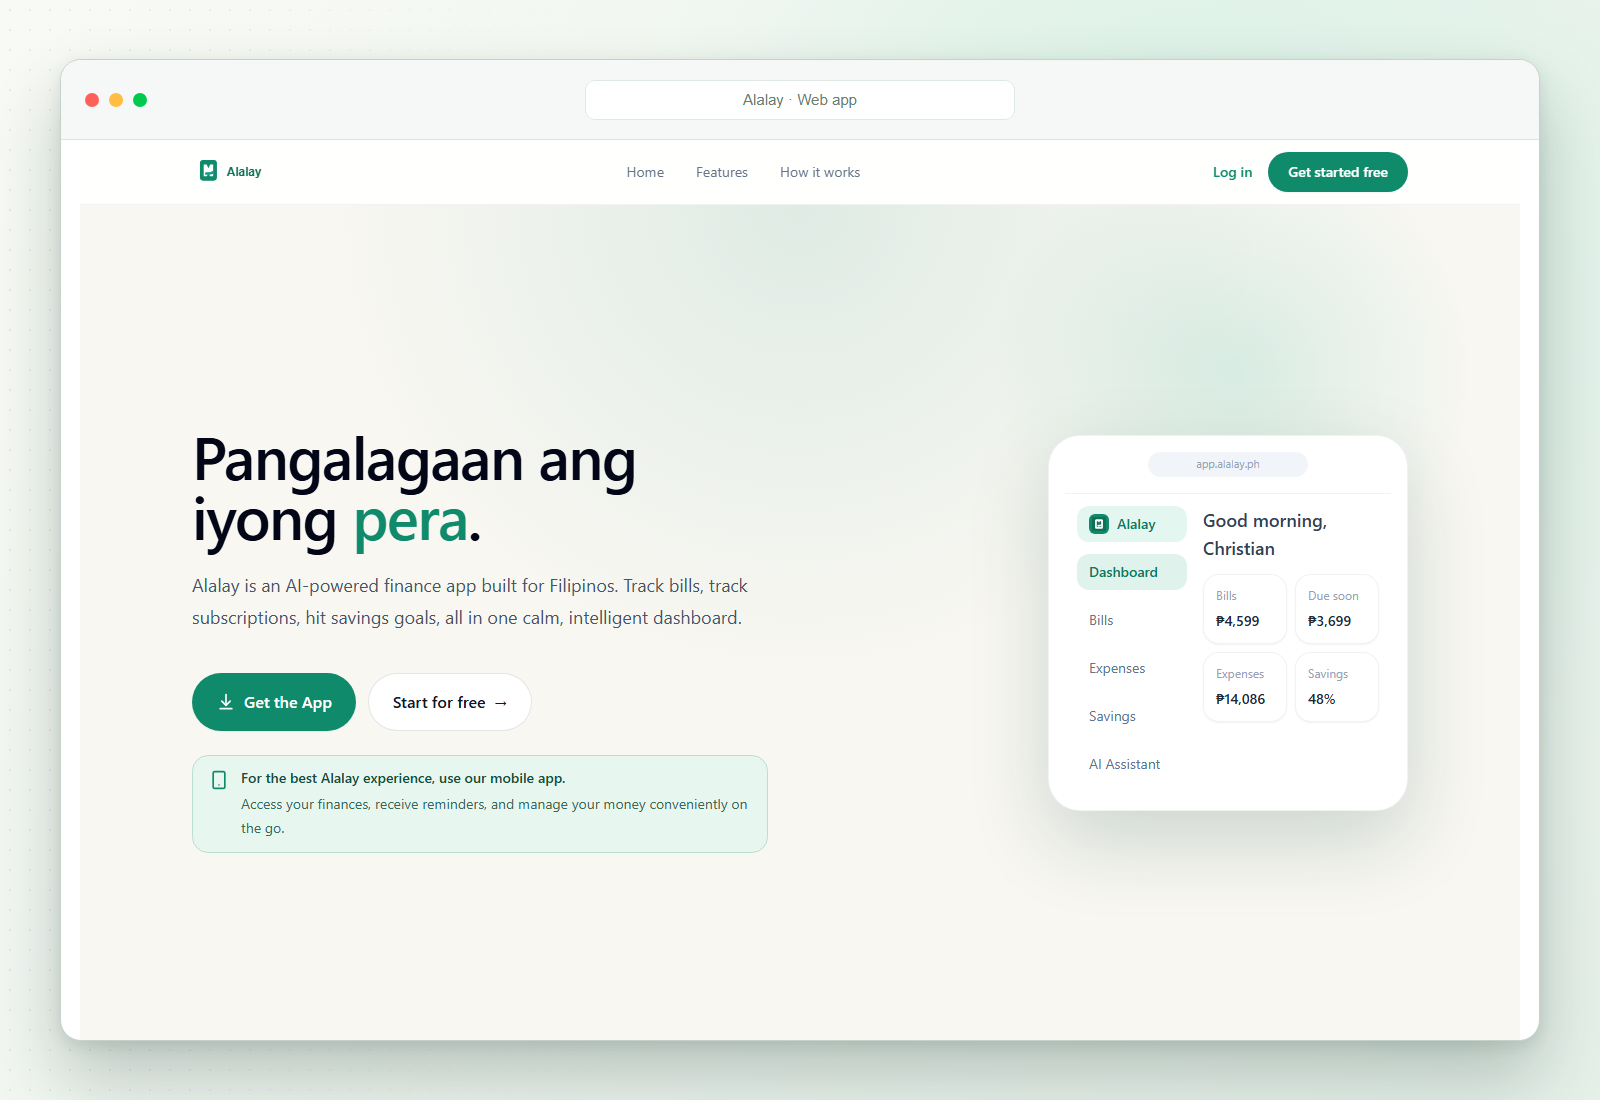 Alalay · Web app
Alalay
Home
Features
How it works
Log in
Get started free
Pangalagaan ang
iyong pera.
Alalay is an AI-powered finance app built for Filipinos. Track bills, track
subscriptions, hit savings goals, all in one calm, intelligent dashboard.
Get the App
Start for free →
For the best Alalay experience, use our mobile app.
Access your finances, receive reminders, and manage your money conveniently on
the go.
app.alalay.ph
Alalay
Dashboard
Bills
Expenses
Savings
AI Assistant
Good morning,
Christian
Bills
₱4,599
Due soon
₱3,699
Expenses
₱14,086
Savings
48%